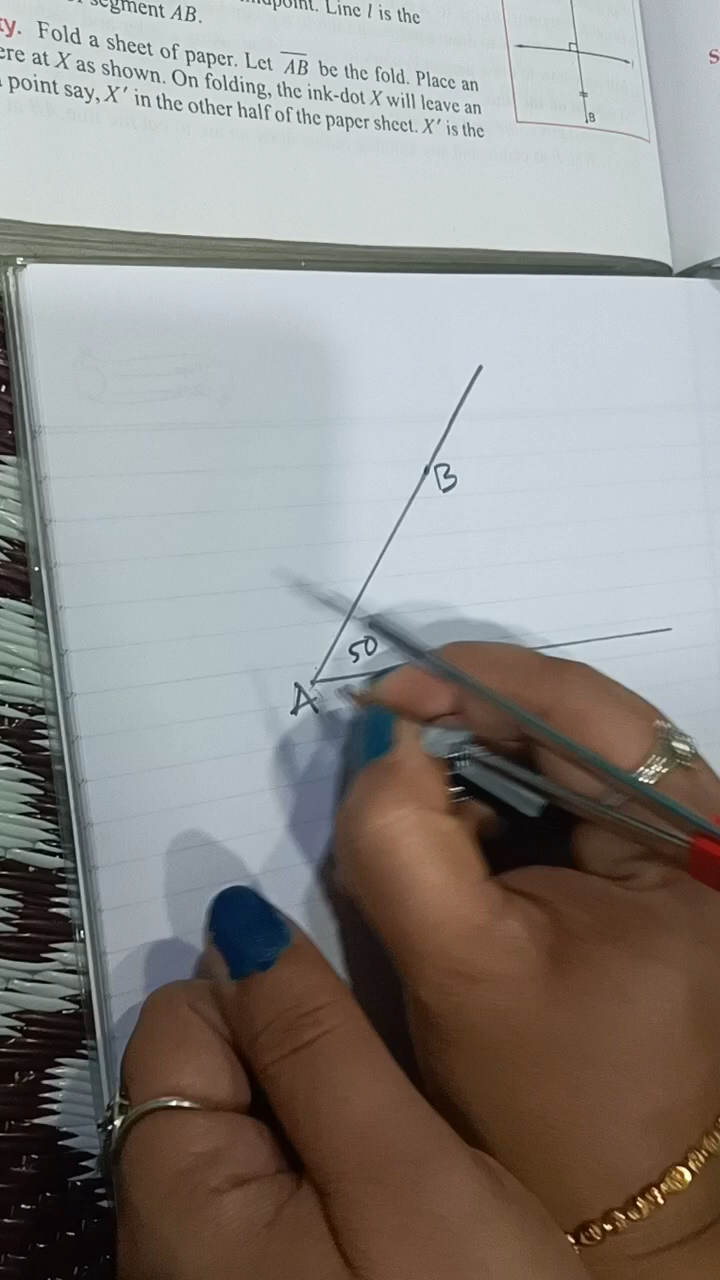 segment AB.
point. Line l is the
ty. Fold a sheet of paper. Let AB be the fold. Place an
ere at X as shown. On folding, the ink-dot X will leave an
point say, X′ in the other half of the paper sheet. X′ is the
B
B
50
A